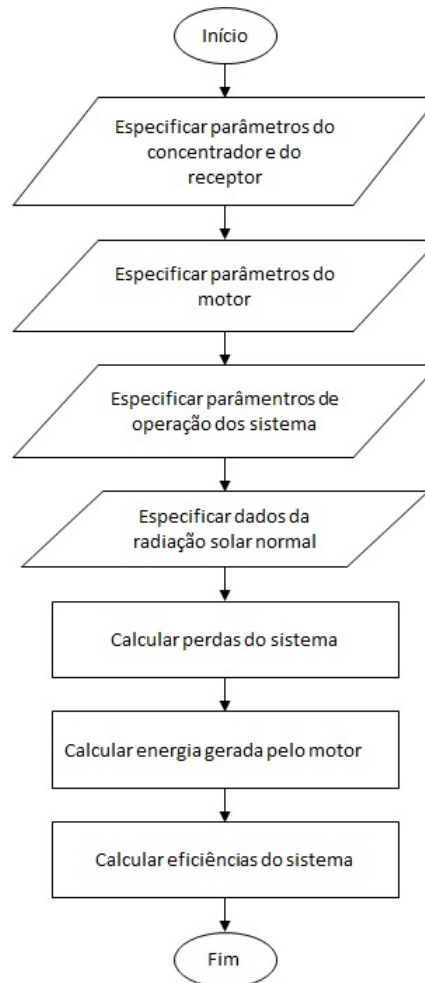 Início
Especificar parâmetros do
concentrador e do
receptor
Especificar parâmetros do
motor
Especificar parâmentros de
operação dos sistema
Especificar dados da
radiação solar normal
Calcular perdas do sistema
Calcular energia gerada pelo motor
Calcular eficiências do sistema
Fim